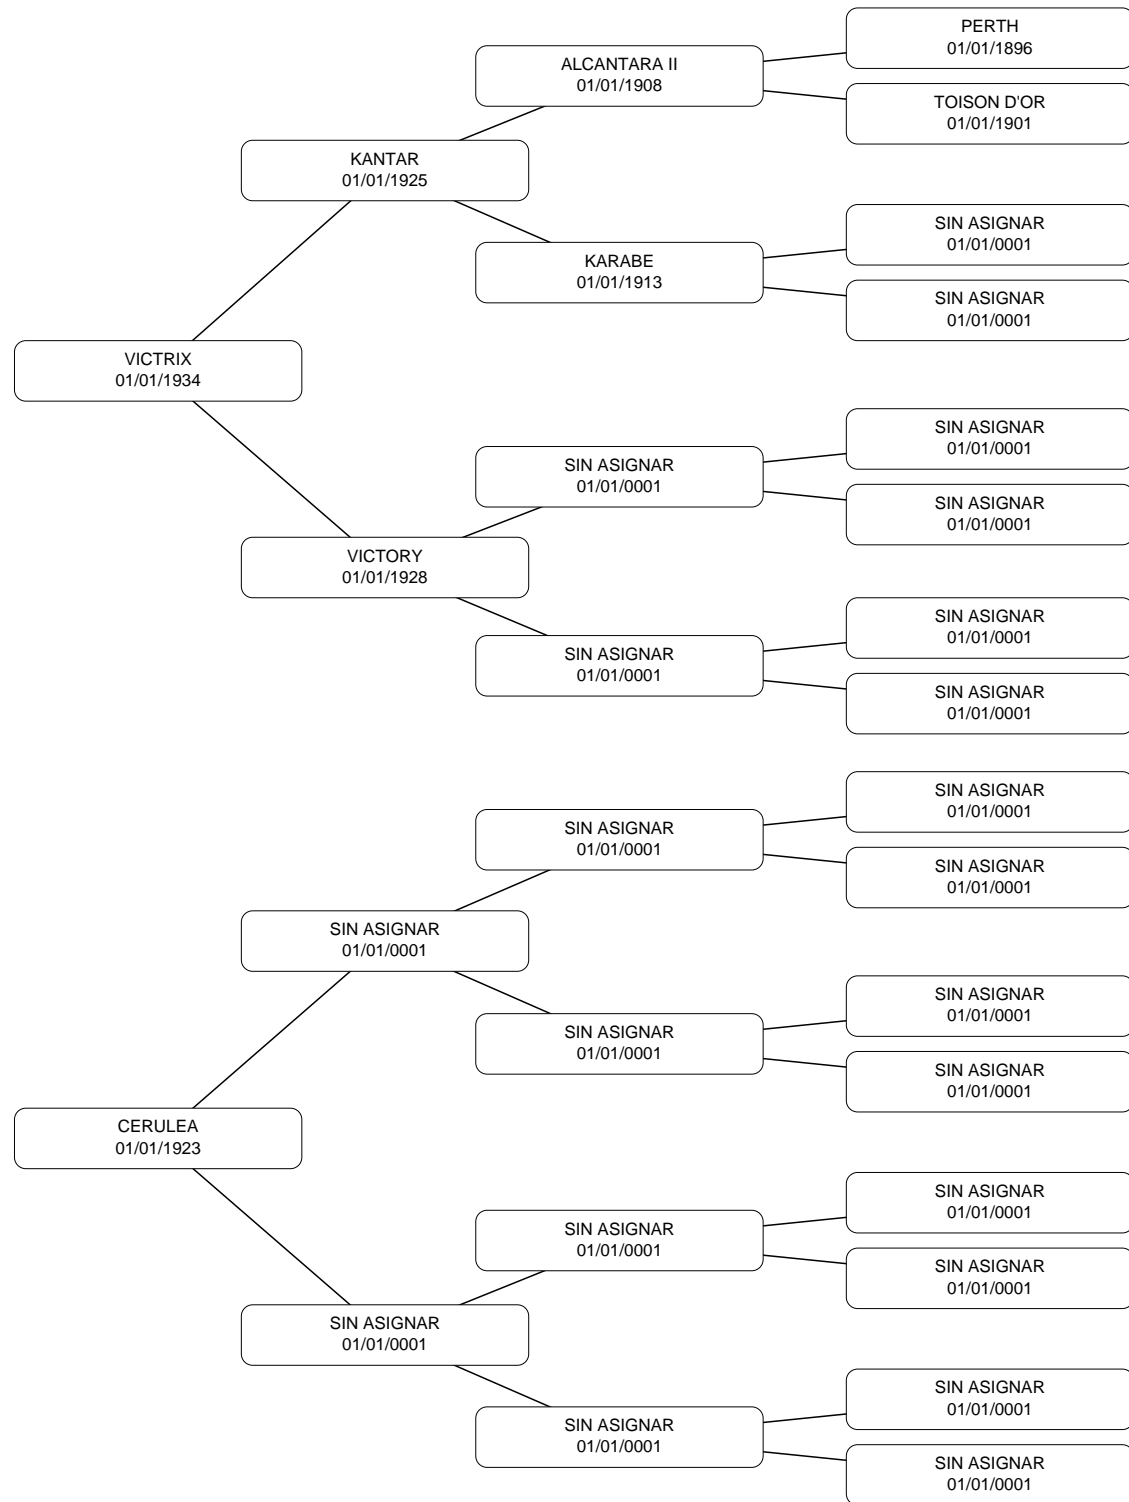 PERTH
01/01/1896
ALCANTARA II
01/01/1908
TOISON D'OR
01/01/1901
KANTAR
01/01/1925
SIN ASIGNAR
01/01/0001
KARABE
01/01/1913
SIN ASIGNAR
01/01/0001
VICTRIX
01/01/1934
SIN ASIGNAR
01/01/0001
SIN ASIGNAR
01/01/0001
SIN ASIGNAR
01/01/0001
VICTORY
01/01/1928
SIN ASIGNAR
01/01/0001
SIN ASIGNAR
01/01/0001
SIN ASIGNAR
01/01/0001
SIN ASIGNAR
01/01/0001
SIN ASIGNAR
01/01/0001
SIN ASIGNAR
01/01/0001
SIN ASIGNAR
01/01/0001
SIN ASIGNAR
01/01/0001
SIN ASIGNAR
01/01/0001
SIN ASIGNAR
01/01/0001
CERULEA
01/01/1923
SIN ASIGNAR
01/01/0001
SIN ASIGNAR
01/01/0001
SIN ASIGNAR
01/01/0001
SIN ASIGNAR
01/01/0001
SIN ASIGNAR
01/01/0001
SIN ASIGNAR
01/01/0001
SIN ASIGNAR
01/01/0001